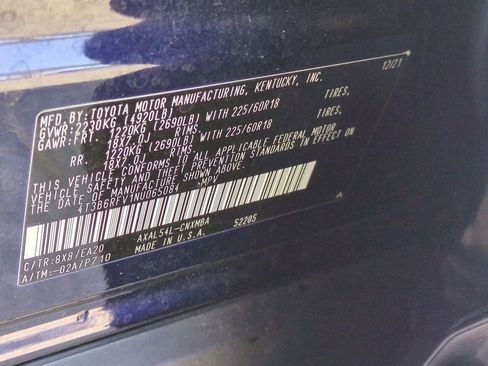 MFD.BY:TOYOTA MOTOR MANUFACTURING, KENTUCKY, INC. 12/21
GVWR:2230KG (4920LB)
GAWR:FRT. 1220KG (2690LB) WITH 225/60R18 TIRES,
18X7.0J RIMS
RR. 1220KG (2690LB) WITH 225/60R18 TIRES,
18X7.0J RIMS
THIS VEHICLE CONFORMS TO ALL APPLICABLE FEDERAL MOTOR
VEHICLE SAFETY AND THEFT PREVENTION STANDARDS IN EFFECT ON
THE DATE OF MANUFACTURE SHOWN ABOVE.
4T3B6RFV1NU065084 :MPV
C/TR:8X8/EA20 AXAL54L-CNXMBA
A/TM:-02A/P710 MADE IN U.S.A. 52205